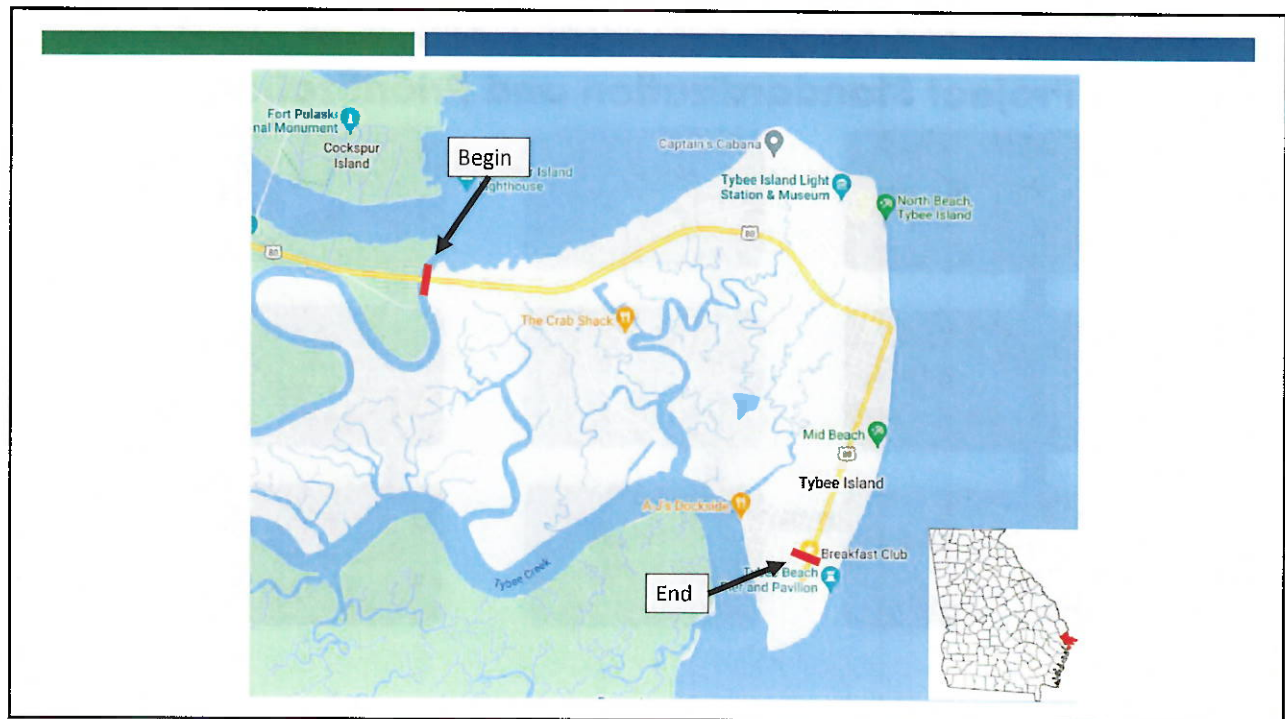 Fort Pulaski
nal Monument
Cockspur
Island
Begin
Island
Lighthouse
Captain's Cabana
Tybee Island Light
Station & Museum
North Beach,
Tybee Island
80
80
The Crab Shack
Mid Beach
80
Tybee Island
A J's Dockside
Breakfast Club
Tybee Beach
Pier and Pavilion
End
Tybee Creek